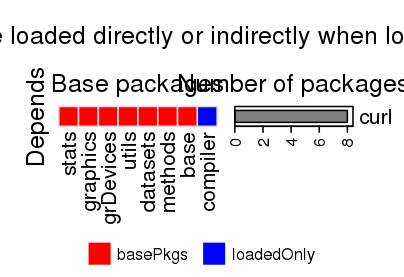 loaded directly or indirectly when lo
Base packages
Number of packages
Depends
stats
graphics
grDevices
utils
datasets
methods
base
compiler
curl
0
2
4
6
8
basePkgs
loadedOnly